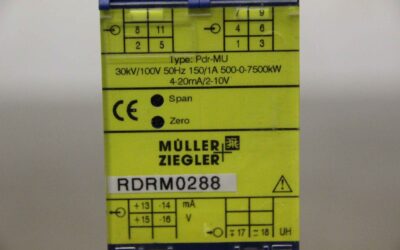 7 9
8 11 4 6
2 5 1 3
Type: Pdr-MU
30kV/100V 50Hz 150/1A 500-0-7500kW
4-20mA/2-10V
CE
Span
Zero
MÜLLER
ZIEGLER
RDRM0288
+13 -14 mA
+15 -16 V
17 18 UH